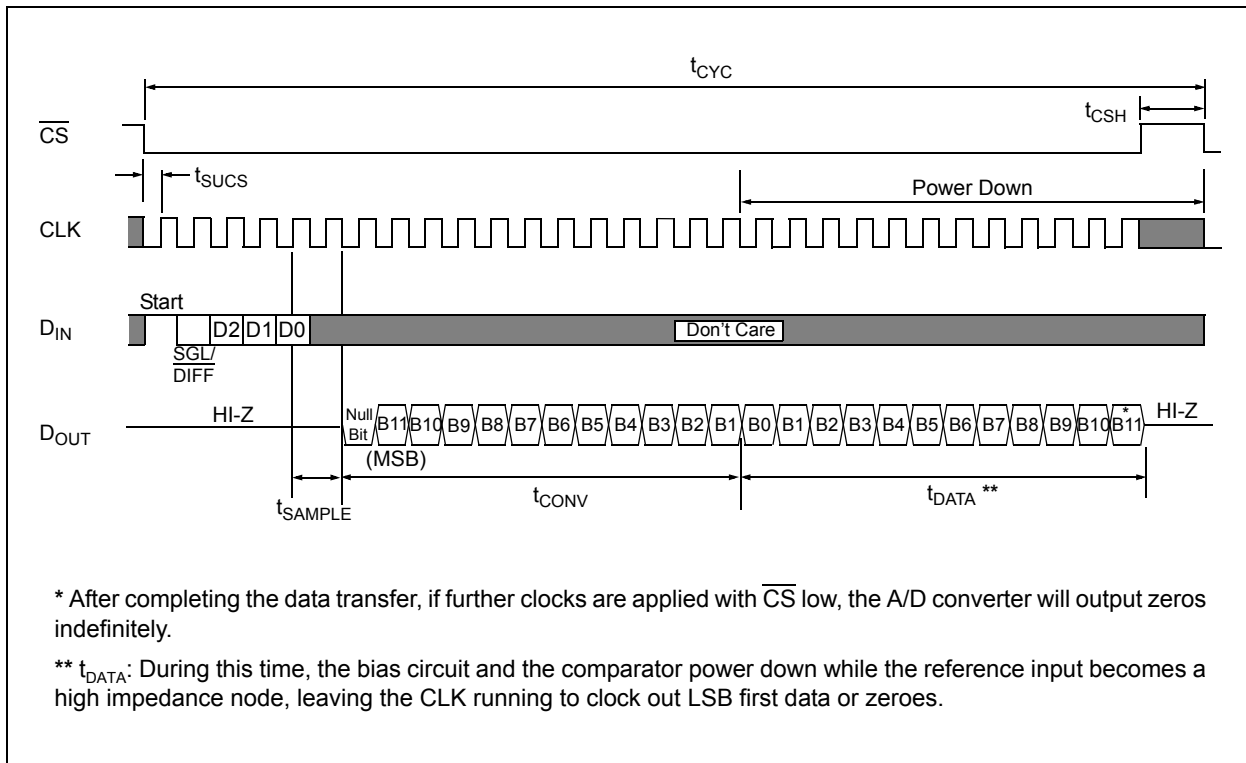 tCYC
tCSH
CS
tSUCS
Power Down
CLK
Start
DIN
D2 D1 D0
Don't Care
SGL/
DIFF
HI-Z
DOUT
Null
Bit
B11 B10 B9 B8 B7 B6 B5 B4 B3 B2 B1 B0 B1 B2 B3 B4 B5 B6 B7 B8 B9 B10 B11
*
HI-Z
(MSB)
tSAMPLE
tCONV
tDATA **
* After completing the data transfer, if further clocks are applied with CS low, the A/D converter will output zeros
indefinitely.
** tDATA: During this time, the bias circuit and the comparator power down while the reference input becomes a
high impedance node, leaving the CLK running to clock out LSB first data or zeroes.